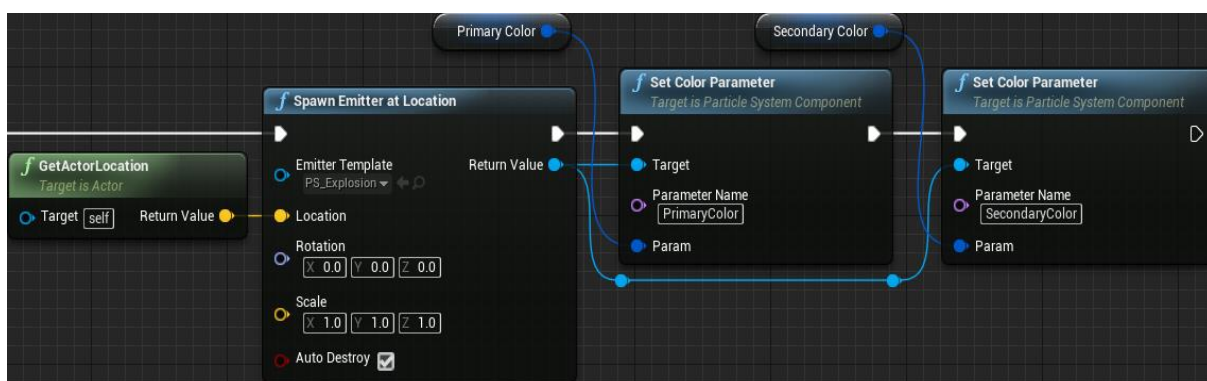 Primary Color
Secondary Color
GetActorLocation
Target is Actor
Target self
Return Value
Spawn Emitter at Location
Emitter Template
PS_Explosion
Return Value
Location
Rotation
X 0.0 Y 0.0 Z 0.0
Scale
X 1.0 Y 1.0 Z 1.0
Auto Destroy
f Set Color Parameter
Target is Particle System Component
Target
Parameter Name
PrimaryColor
Param
f Set Color Parameter
Target is Particle System Component
Target
Parameter Name
SecondaryColor
Param